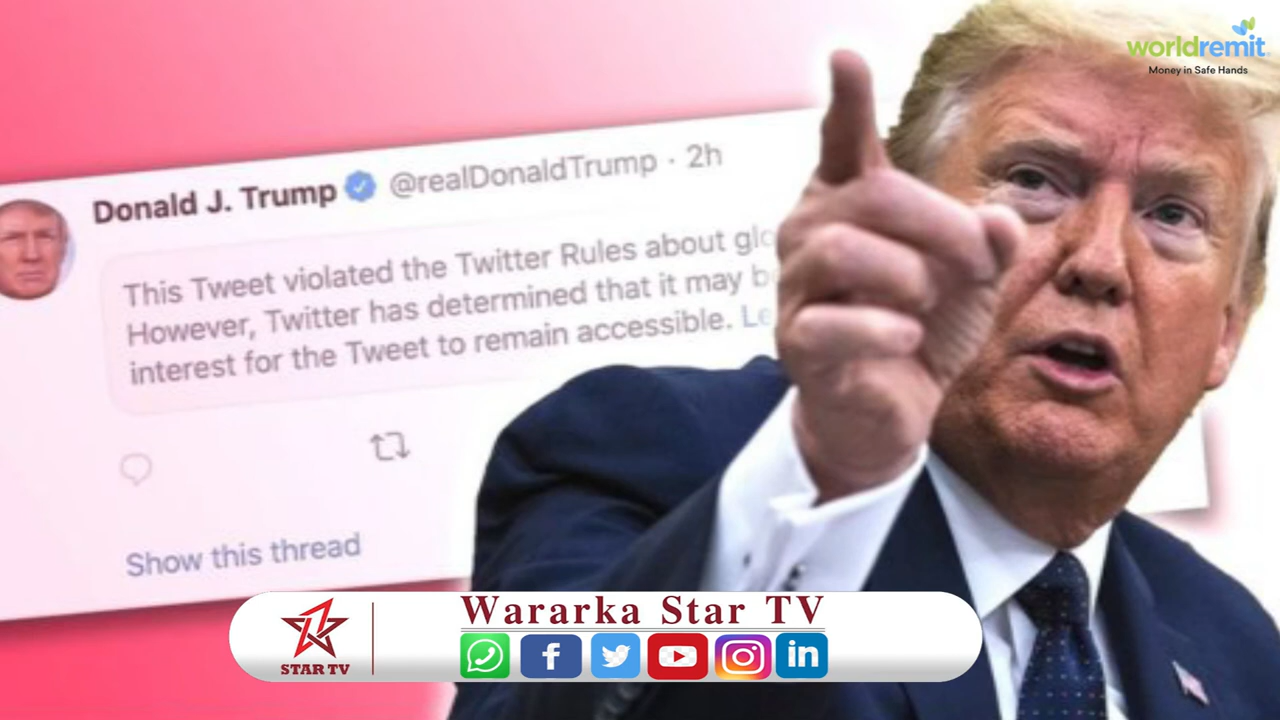 worldremit
Money in Safe Hands
Donald J. Trump @realDonaldTrump · 2h
This Tweet violated the Twitter Rules about
However, Twitter has determined that it may
interest for the Tweet to remain accessible.
Show this thread
Wararka Star TV
STAR TV
in